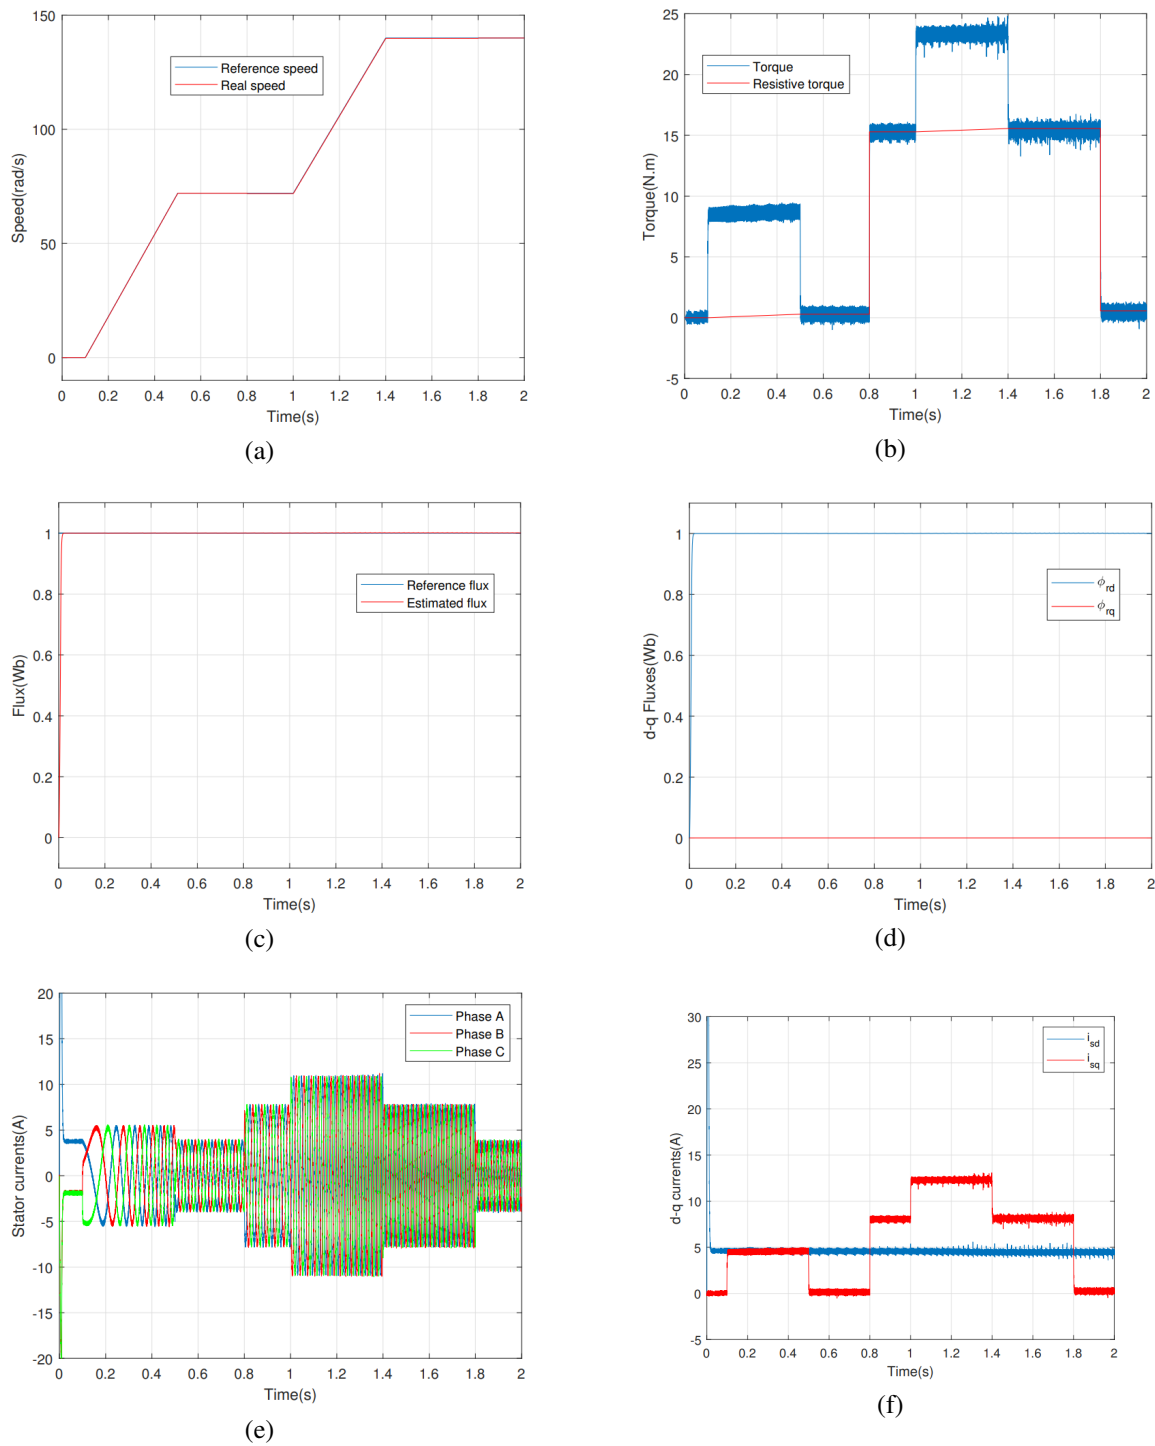 150
100
50
0
Speed(rad/s)
Reference speed
Real speed
0 0.2 0.4 0.6 0.8 1 1.2 1.4 1.6 1.8 2
Time(s)
(a)
25
20
15
10
5
0
-5
Torque(N.m)
Torque
Resistive torque
0 0.2 0.4 0.6 0.8 1 1.2 1.4 1.6 1.8 2
Time(s)
(b)
1
0.8
0.6
0.4
0.2
0
Flux(Wb)
Reference flux
Estimated flux
0 0.2 0.4 0.6 0.8 1 1.2 1.4 1.6 1.8 2
Time(s)
(c)
1
0.8
0.6
0.4
0.2
0
d-q Fluxes(Wb)
ϕrd
ϕrq
0 0.2 0.4 0.6 0.8 1 1.2 1.4 1.6 1.8 2
Time(s)
(d)
20
15
10
5
0
-5
-10
-15
-20
Stator currents(A)
Phase A
Phase B
Phase C
0 0.2 0.4 0.6 0.8 1 1.2 1.4 1.6 1.8 2
Time(s)
(e)
30
25
20
15
10
5
0
-5
d-q currents(A)
isd
isq
0 0.2 0.4 0.6 0.8 1 1.2 1.4 1.6 1.8 2
Time(s)
(f)